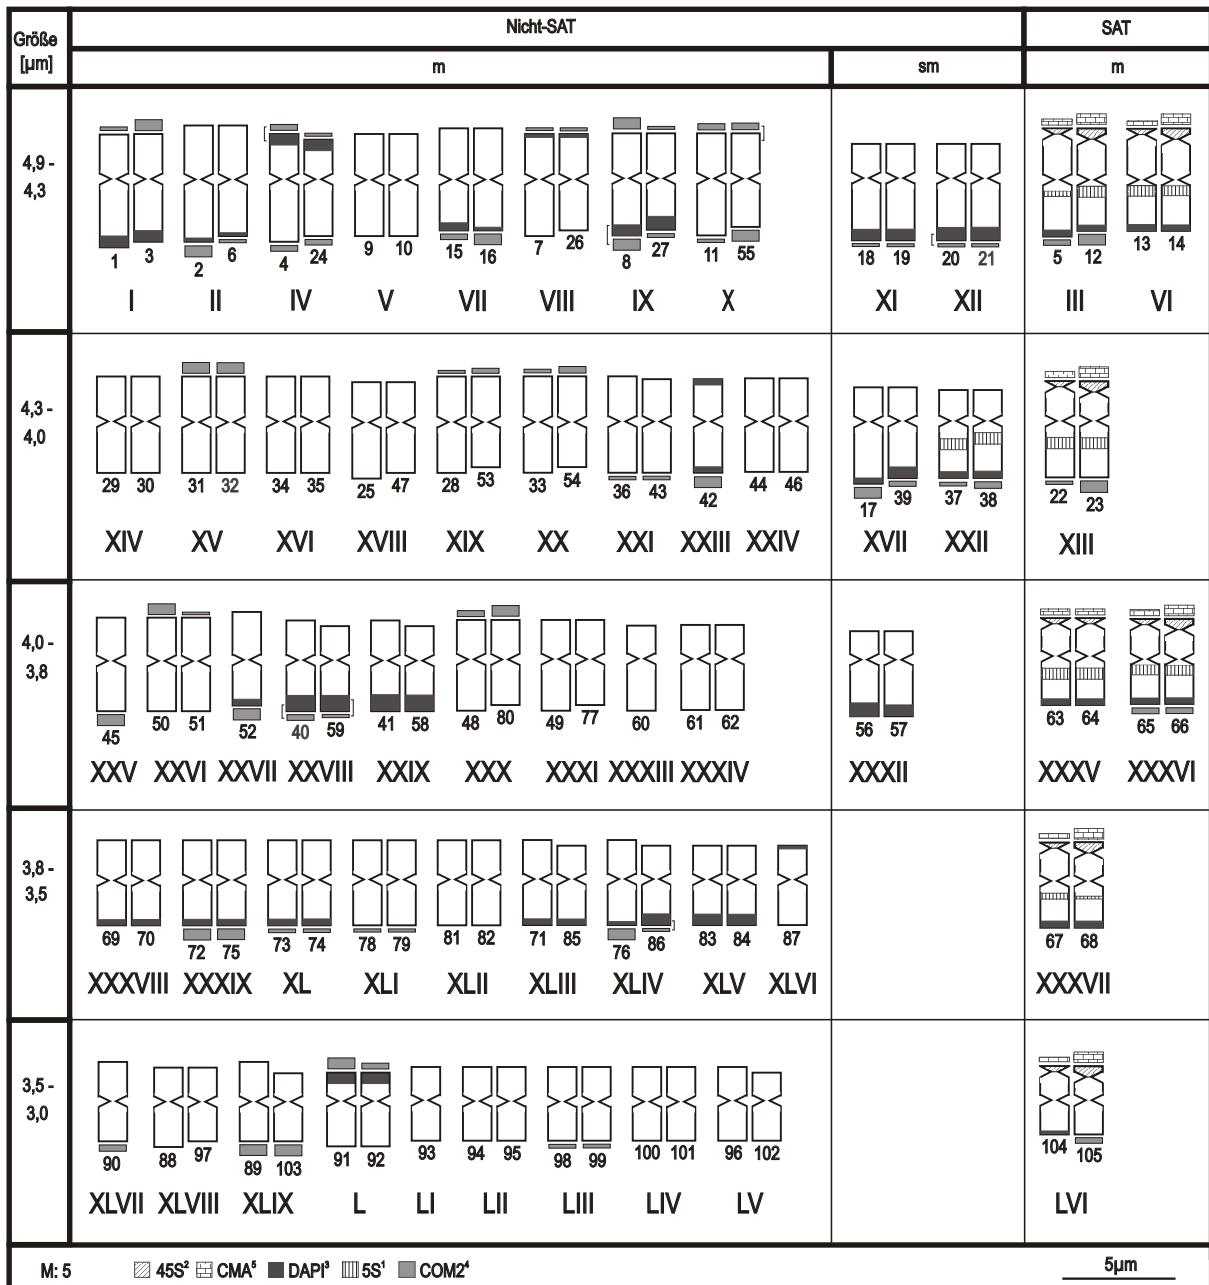 Größe
[µm]
Nicht-SAT
SAT
m
sm
m
4,9 -
4,3
1 3 2 6 4 24 9 10 15 16 7 26 8 27 11 55 18 19 20 21 5 12 13 14
I II IV V VII VIII IX X XI XII III VI
4,3 -
4,0
29 30 31 32 34 35 25 47 28 53 33 54 36 43 42 44 46 17 39 37 38 22 23
XIV XV XVI XVIII XIX XX XXI XXIII XXIV XVII XXII XIII
4,0 -
3,8
45 50 51 52 40 59 41 58 48 80 49 77 60 61 62 56 57 63 64 65 66
XXV XXVI XXVII XXVIII XXIX XXX XXXI XXXIII XXXIV XXXII XXXV XXXVI
3,8 -
3,5
69 70 72 75 73 74 78 79 81 82 71 85 76 86 83 84 87 67 68
XXXVIII XXXIX XL XLI XLII XLIII XLIV XLV XLVI XXXVII
3,5 -
3,0
90 88 97 89 103 91 92 93 94 95 98 99 100 101 96 102 104 105
XLVII XLVIII XLIX L LI LII LIII LIV LV LVI
M: 5 45S² CMA⁵ DAPI³ 5S¹ COM2⁴ 5µm